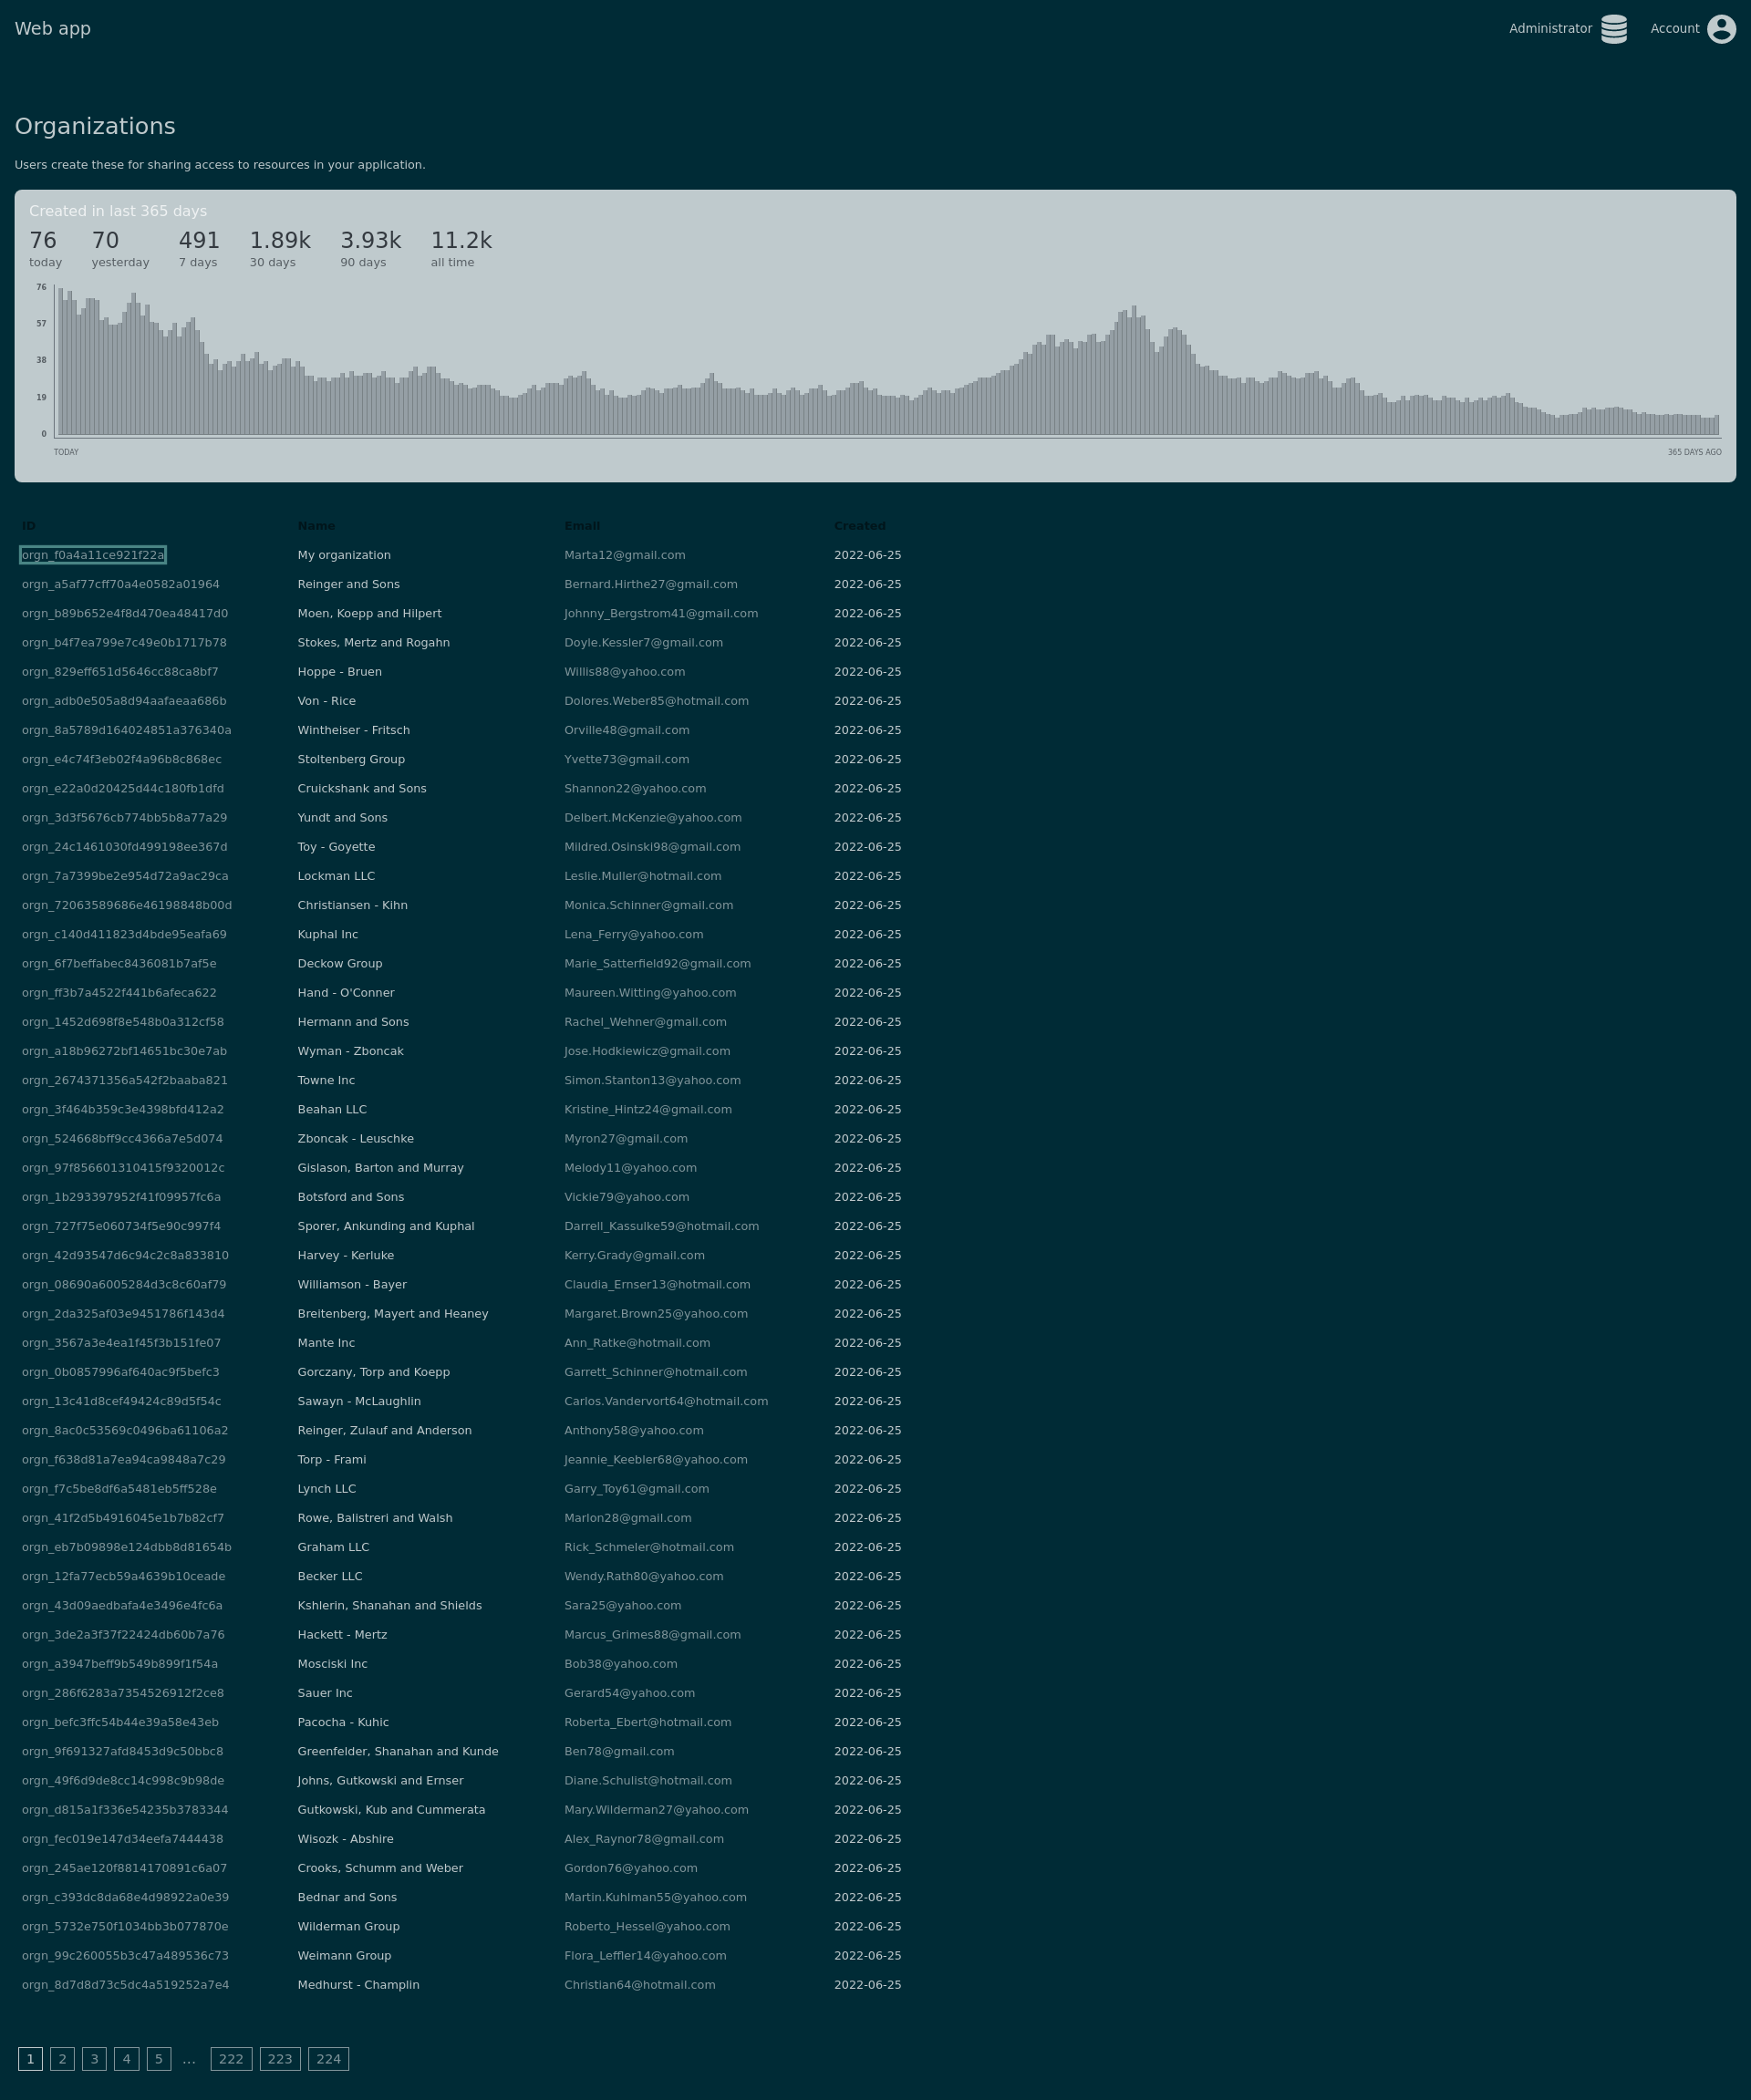 Web app
Administrator Account
Organizations
Users create these for sharing access to resources in your application.
Created in last 365 days
76 70 491 1.89k 3.93k 11.2k
today yesterday 7 days 30 days 90 days all time
76
57
38
19
0
TODAY 365 DAYS AGO
ID Name Email Created
orgn_f0a4a11ce921f22a My organization Marta12@gmail.com 2022-06-25
orgn_a5af77cff70a4e0582a01964 Reinger and Sons Bernard.Hirthe27@gmail.com 2022-06-25
orgn_b89b652e4f8d470ea48417d0 Moen, Koepp and Hilpert Johnny_Bergstrom41@gmail.com 2022-06-25
orgn_b4f7ea799e7c49e0b1717b78 Stokes, Mertz and Rogahn Doyle.Kessler7@gmail.com 2022-06-25
orgn_829eff651d5646cc88ca8bf7 Hoppe - Bruen Willis88@yahoo.com 2022-06-25
orgn_adb0e505a8d94aafaeaa686b Von - Rice Dolores.Weber85@hotmail.com 2022-06-25
orgn_8a5789d164024851a376340a Wintheiser - Fritsch Orville48@gmail.com 2022-06-25
orgn_e4c74f3eb02f4a96b8c868ec Stoltenberg Group Yvette73@gmail.com 2022-06-25
orgn_e22a0d20425d44c180fb1dfd Cruickshank and Sons Shannon22@yahoo.com 2022-06-25
orgn_3d3f5676cb774bb5b8a77a29 Yundt and Sons Delbert.McKenzie@yahoo.com 2022-06-25
orgn_24c1461030fd499198ee367d Toy - Goyette Mildred.Osinski98@gmail.com 2022-06-25
orgn_7a7399be2e954d72a9ac29ca Lockman LLC Leslie.Muller@hotmail.com 2022-06-25
orgn_72063589686e46198848b00d Christiansen - Kihn Monica.Schinner@gmail.com 2022-06-25
orgn_c140d411823d4bde95eafa69 Kuphal Inc Lena_Ferry@yahoo.com 2022-06-25
orgn_6f7beffabec8436081b7af5e Deckow Group Marie_Satterfield92@gmail.com 2022-06-25
orgn_ff3b7a4522f441b6afeca622 Hand - O'Conner Maureen.Witting@yahoo.com 2022-06-25
orgn_1452d698f8e548b0a312cf58 Hermann and Sons Rachel_Wehner@gmail.com 2022-06-25
orgn_a18b96272bf14651bc30e7ab Wyman - Zboncak Jose.Hodkiewicz@gmail.com 2022-06-25
orgn_2674371356a542f2baaba821 Towne Inc Simon.Stanton13@yahoo.com 2022-06-25
orgn_3f464b359c3e4398bfd412a2 Beahan LLC Kristine_Hintz24@gmail.com 2022-06-25
orgn_524668bff9cc4366a7e5d074 Zboncak - Leuschke Myron27@gmail.com 2022-06-25
orgn_97f856601310415f9320012c Gislason, Barton and Murray Melody11@yahoo.com 2022-06-25
orgn_1b293397952f41f09957fc6a Botsford and Sons Vickie79@yahoo.com 2022-06-25
orgn_727f75e060734f5e90c997f4 Sporer, Ankunding and Kuphal Darrell_Kassulke59@hotmail.com 2022-06-25
orgn_42d93547d6c94c2c8a833810 Harvey - Kerluke Kerry.Grady@gmail.com 2022-06-25
orgn_08690a6005284d3c8c60af79 Williamson - Bayer Claudia_Ernser13@hotmail.com 2022-06-25
orgn_2da325af03e9451786f143d4 Breitenberg, Mayert and Heaney Margaret.Brown25@yahoo.com 2022-06-25
orgn_3567a3e4ea1f45f3b151fe07 Mante Inc Ann_Ratke@hotmail.com 2022-06-25
orgn_0b0857996af640ac9f5befc3 Gorczany, Torp and Koepp Garrett_Schinner@hotmail.com 2022-06-25
orgn_13c41d8cef49424c89d5f54c Sawayn - McLaughlin Carlos.Vandervort64@hotmail.com 2022-06-25
orgn_8ac0c53569c0496ba61106a2 Reinger, Zulauf and Anderson Anthony58@yahoo.com 2022-06-25
orgn_f638d81a7ea94ca9848a7c29 Torp - Frami Jeannie_Keebler68@yahoo.com 2022-06-25
orgn_f7c5be8df6a5481eb5ff528e Lynch LLC Garry_Toy61@gmail.com 2022-06-25
orgn_41f2d5b4916045e1b7b82cf7 Rowe, Balistreri and Walsh Marlon28@gmail.com 2022-06-25
orgn_eb7b09898e124dbb8d81654b Graham LLC Rick_Schmeler@hotmail.com 2022-06-25
orgn_12fa77ecb59a4639b10ceade Becker LLC Wendy.Rath80@yahoo.com 2022-06-25
orgn_43d09aedbafa4e3496e4fc6a Kshlerin, Shanahan and Shields Sara25@yahoo.com 2022-06-25
orgn_3de2a3f37f22424db60b7a76 Hackett - Mertz Marcus_Grimes88@gmail.com 2022-06-25
orgn_a3947beff9b549b899f1f54a Mosciski Inc Bob38@yahoo.com 2022-06-25
orgn_286f6283a7354526912f2ce8 Sauer Inc Gerard54@yahoo.com 2022-06-25
orgn_befc3ffc54b44e39a58e43eb Pacocha - Kuhic Roberta_Ebert@hotmail.com 2022-06-25
orgn_9f691327afd8453d9c50bbc8 Greenfelder, Shanahan and Kunde Ben78@gmail.com 2022-06-25
orgn_49f6d9de8cc14c998c9b98de Johns, Gutkowski and Ernser Diane.Schulist@hotmail.com 2022-06-25
orgn_d815a1f336e54235b3783344 Gutkowski, Kub and Cummerata Mary.Wilderman27@yahoo.com 2022-06-25
orgn_fec019e147d34eefa7444438 Wisozk - Abshire Alex_Raynor78@gmail.com 2022-06-25
orgn_245ae120f8814170891c6a07 Crooks, Schumm and Weber Gordon76@yahoo.com 2022-06-25
orgn_c393dc8da68e4d98922a0e39 Bednar and Sons Martin.Kuhlman55@yahoo.com 2022-06-25
orgn_5732e750f1034bb3b077870e Wilderman Group Roberto_Hessel@yahoo.com 2022-06-25
orgn_99c260055b3c47a489536c73 Weimann Group Flora_Leffler14@yahoo.com 2022-06-25
orgn_8d7d8d73c5dc4a519252a7e4 Medhurst - Champlin Christian64@hotmail.com 2022-06-25
1 2 3 4 5 ... 222 223 224